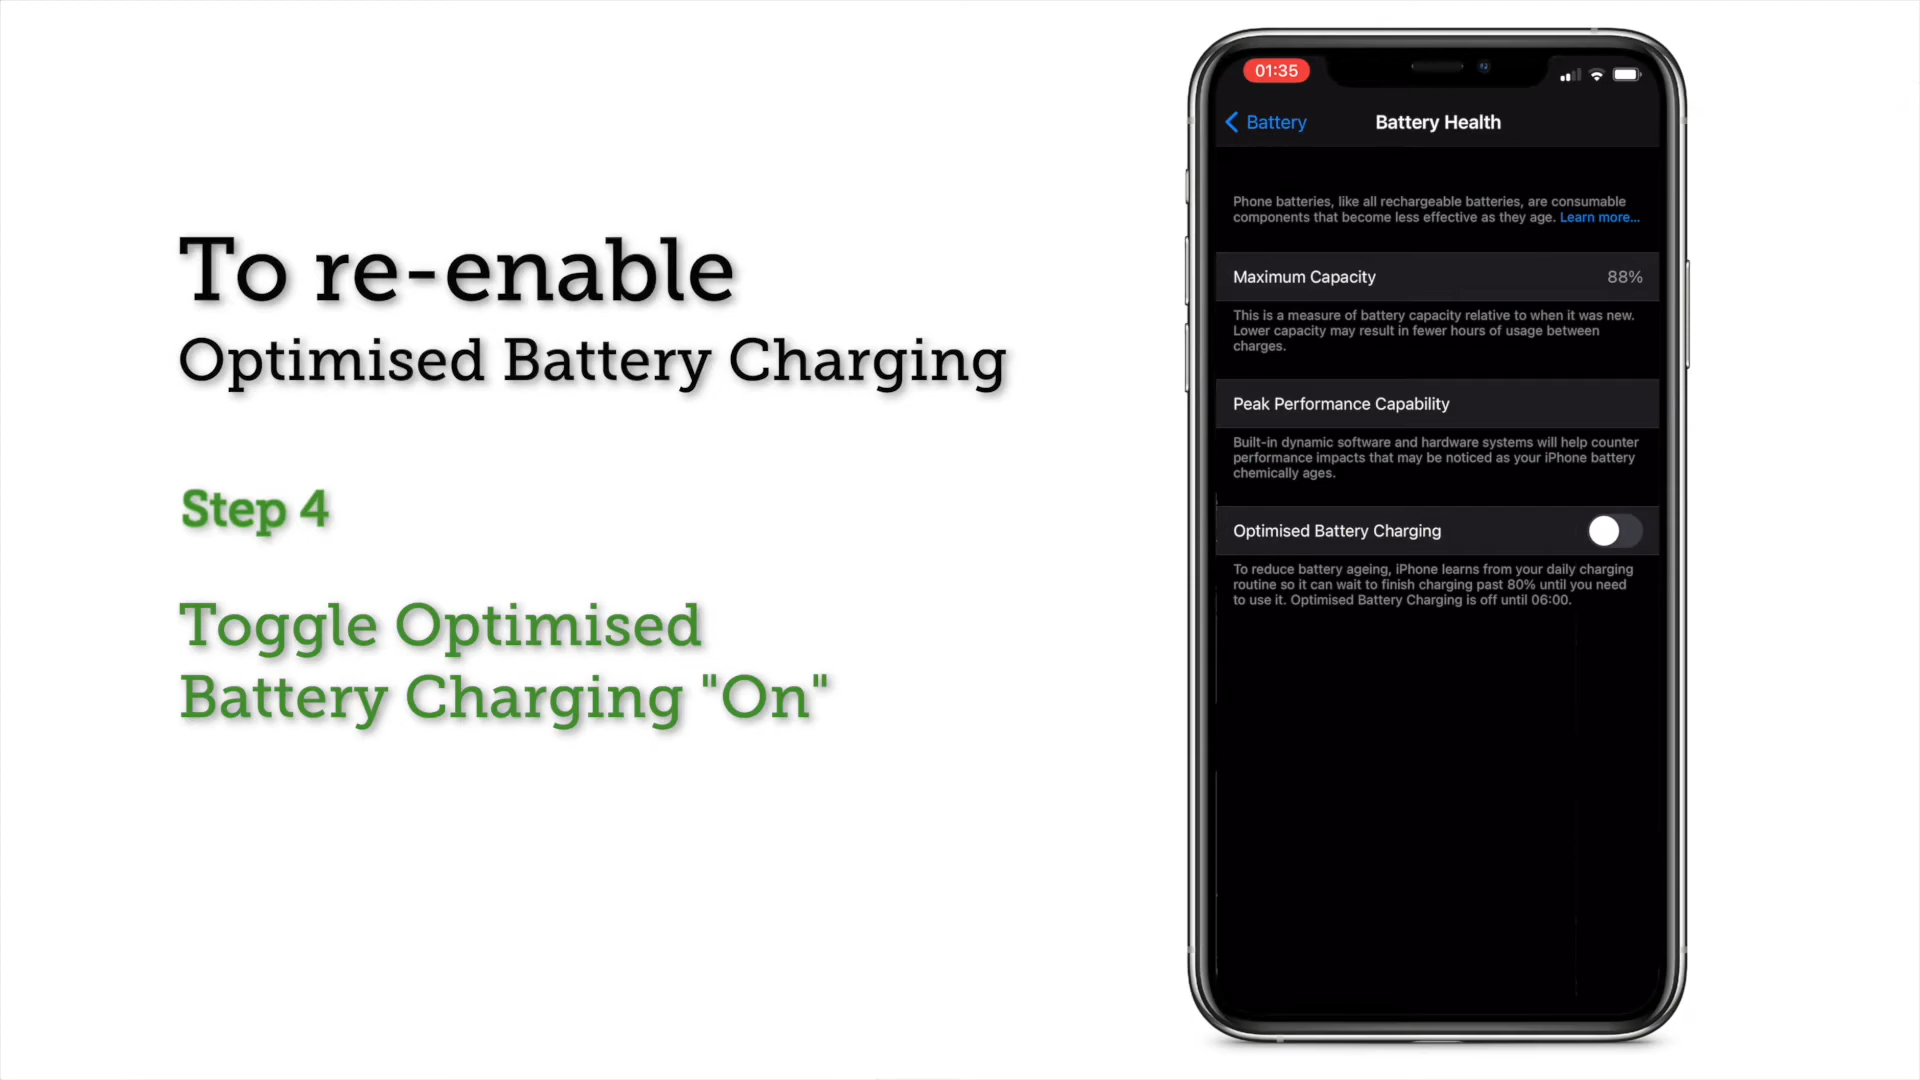 To re-enable
Optimised Battery Charging
Step 4
Toggle Optimised
Battery Charging "On"
01:35
Battery
Battery Health
Phone batteries, like all rechargeable batteries, are consumable
components that become less effective as they age. Learn more...
Maximum Capacity 88%
This is a measure of battery capacity relative to when it was new.
Lower capacity may result in fewer hours of usage between
charges.
Peak Performance Capability
Built-in dynamic software and hardware systems will help counter
performance impacts that may be noticed as your iPhone battery
chemically ages.
Optimised Battery Charging
To reduce battery ageing, iPhone learns from your daily charging
routine so it can wait to finish charging past 80% until you need
to use it. Optimised Battery Charging is off until 06:00.